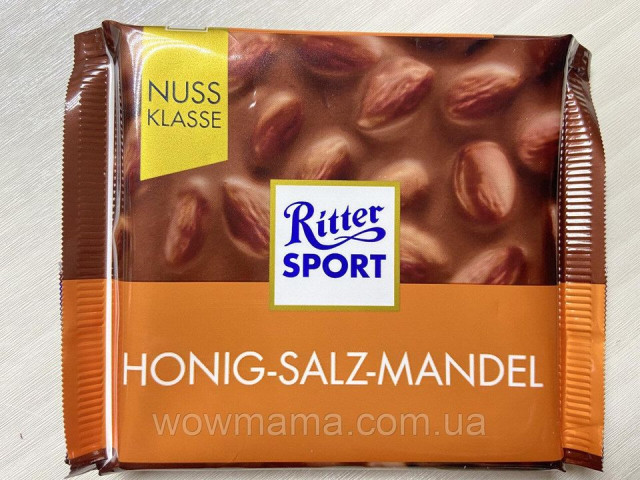 NUSS
KLASSE
Ritter
SPORT
HONIG-SALZ-MANDEL
wowmama.com.ua